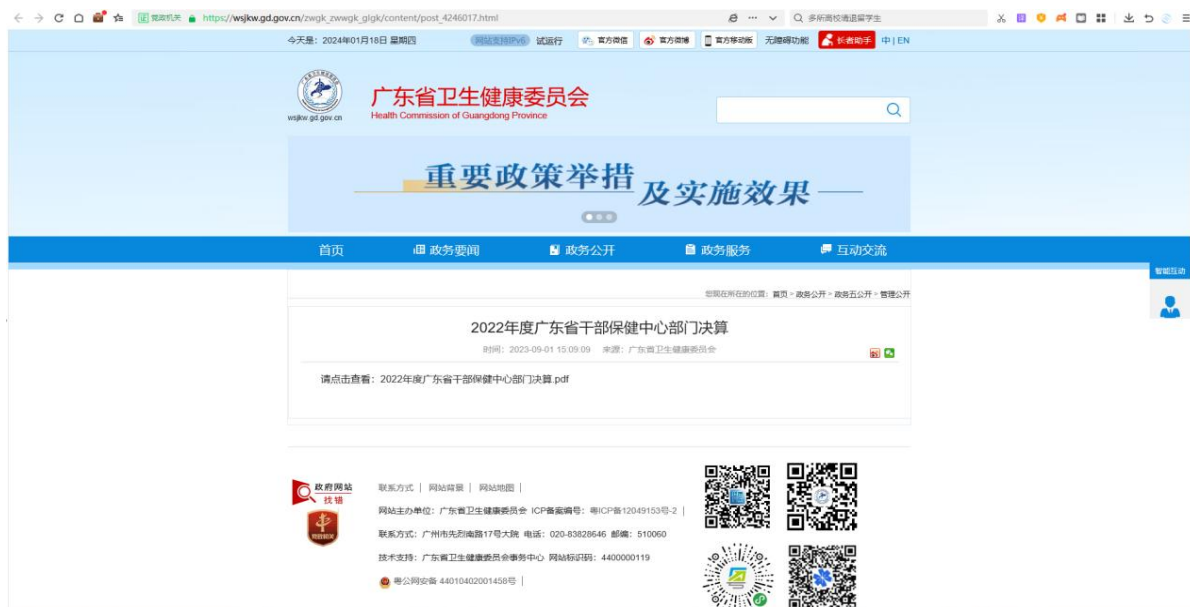 党政机关 https://wsjkw.gd.gov.cn/zwgk_zwwgk_glgk/content/post_4246017.html 多所高校清退留学生
今天是：2024年01月18日 星期四 网站支持IPv6 试运行 官方微信 官方微博 官方移动版 无障碍功能 长者助手 中 | EN
广东省卫生健康委员会
wsjkw.gd.gov.cn Health Commission of Guangdong Province
重要政策举措 及实施效果
首页 政务要闻 政务公开 政务服务 互动交流
智能互动
您现在所在的位置：首页 > 政务公开 > 政务五公开 > 管理公开
2022年度广东省干部保健中心部门决算
时间：2023-09-01 15:09:09 来源：广东省卫生健康委员会
请点击查看：2022年度广东省干部保健中心部门决算.pdf
政府网站
找错
党政机关
联系方式 | 网站背景 | 网站地图 |
网站主办单位：广东省卫生健康委员会 ICP备案编号：粤ICP备12049153号-2 |
联系方式：广州市先烈南路17号大院 电话：020-83828646 邮编：510060
技术支持：广东省卫生健康委员会事务中心 网站标识码：4400000119
粤公网安备 44010402001458号 |